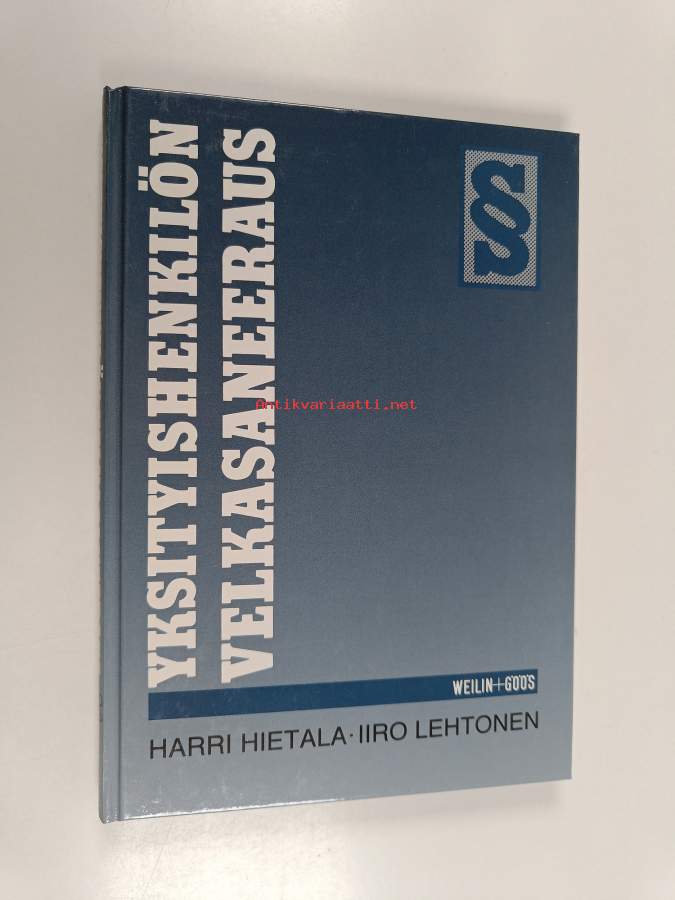 YKSITYISHENKILÖN
VELKASANEERAUS
§
Antikvariaatti.net
WEILIN+GÖÖS
HARRI HIETALA · IIRO LEHTONEN